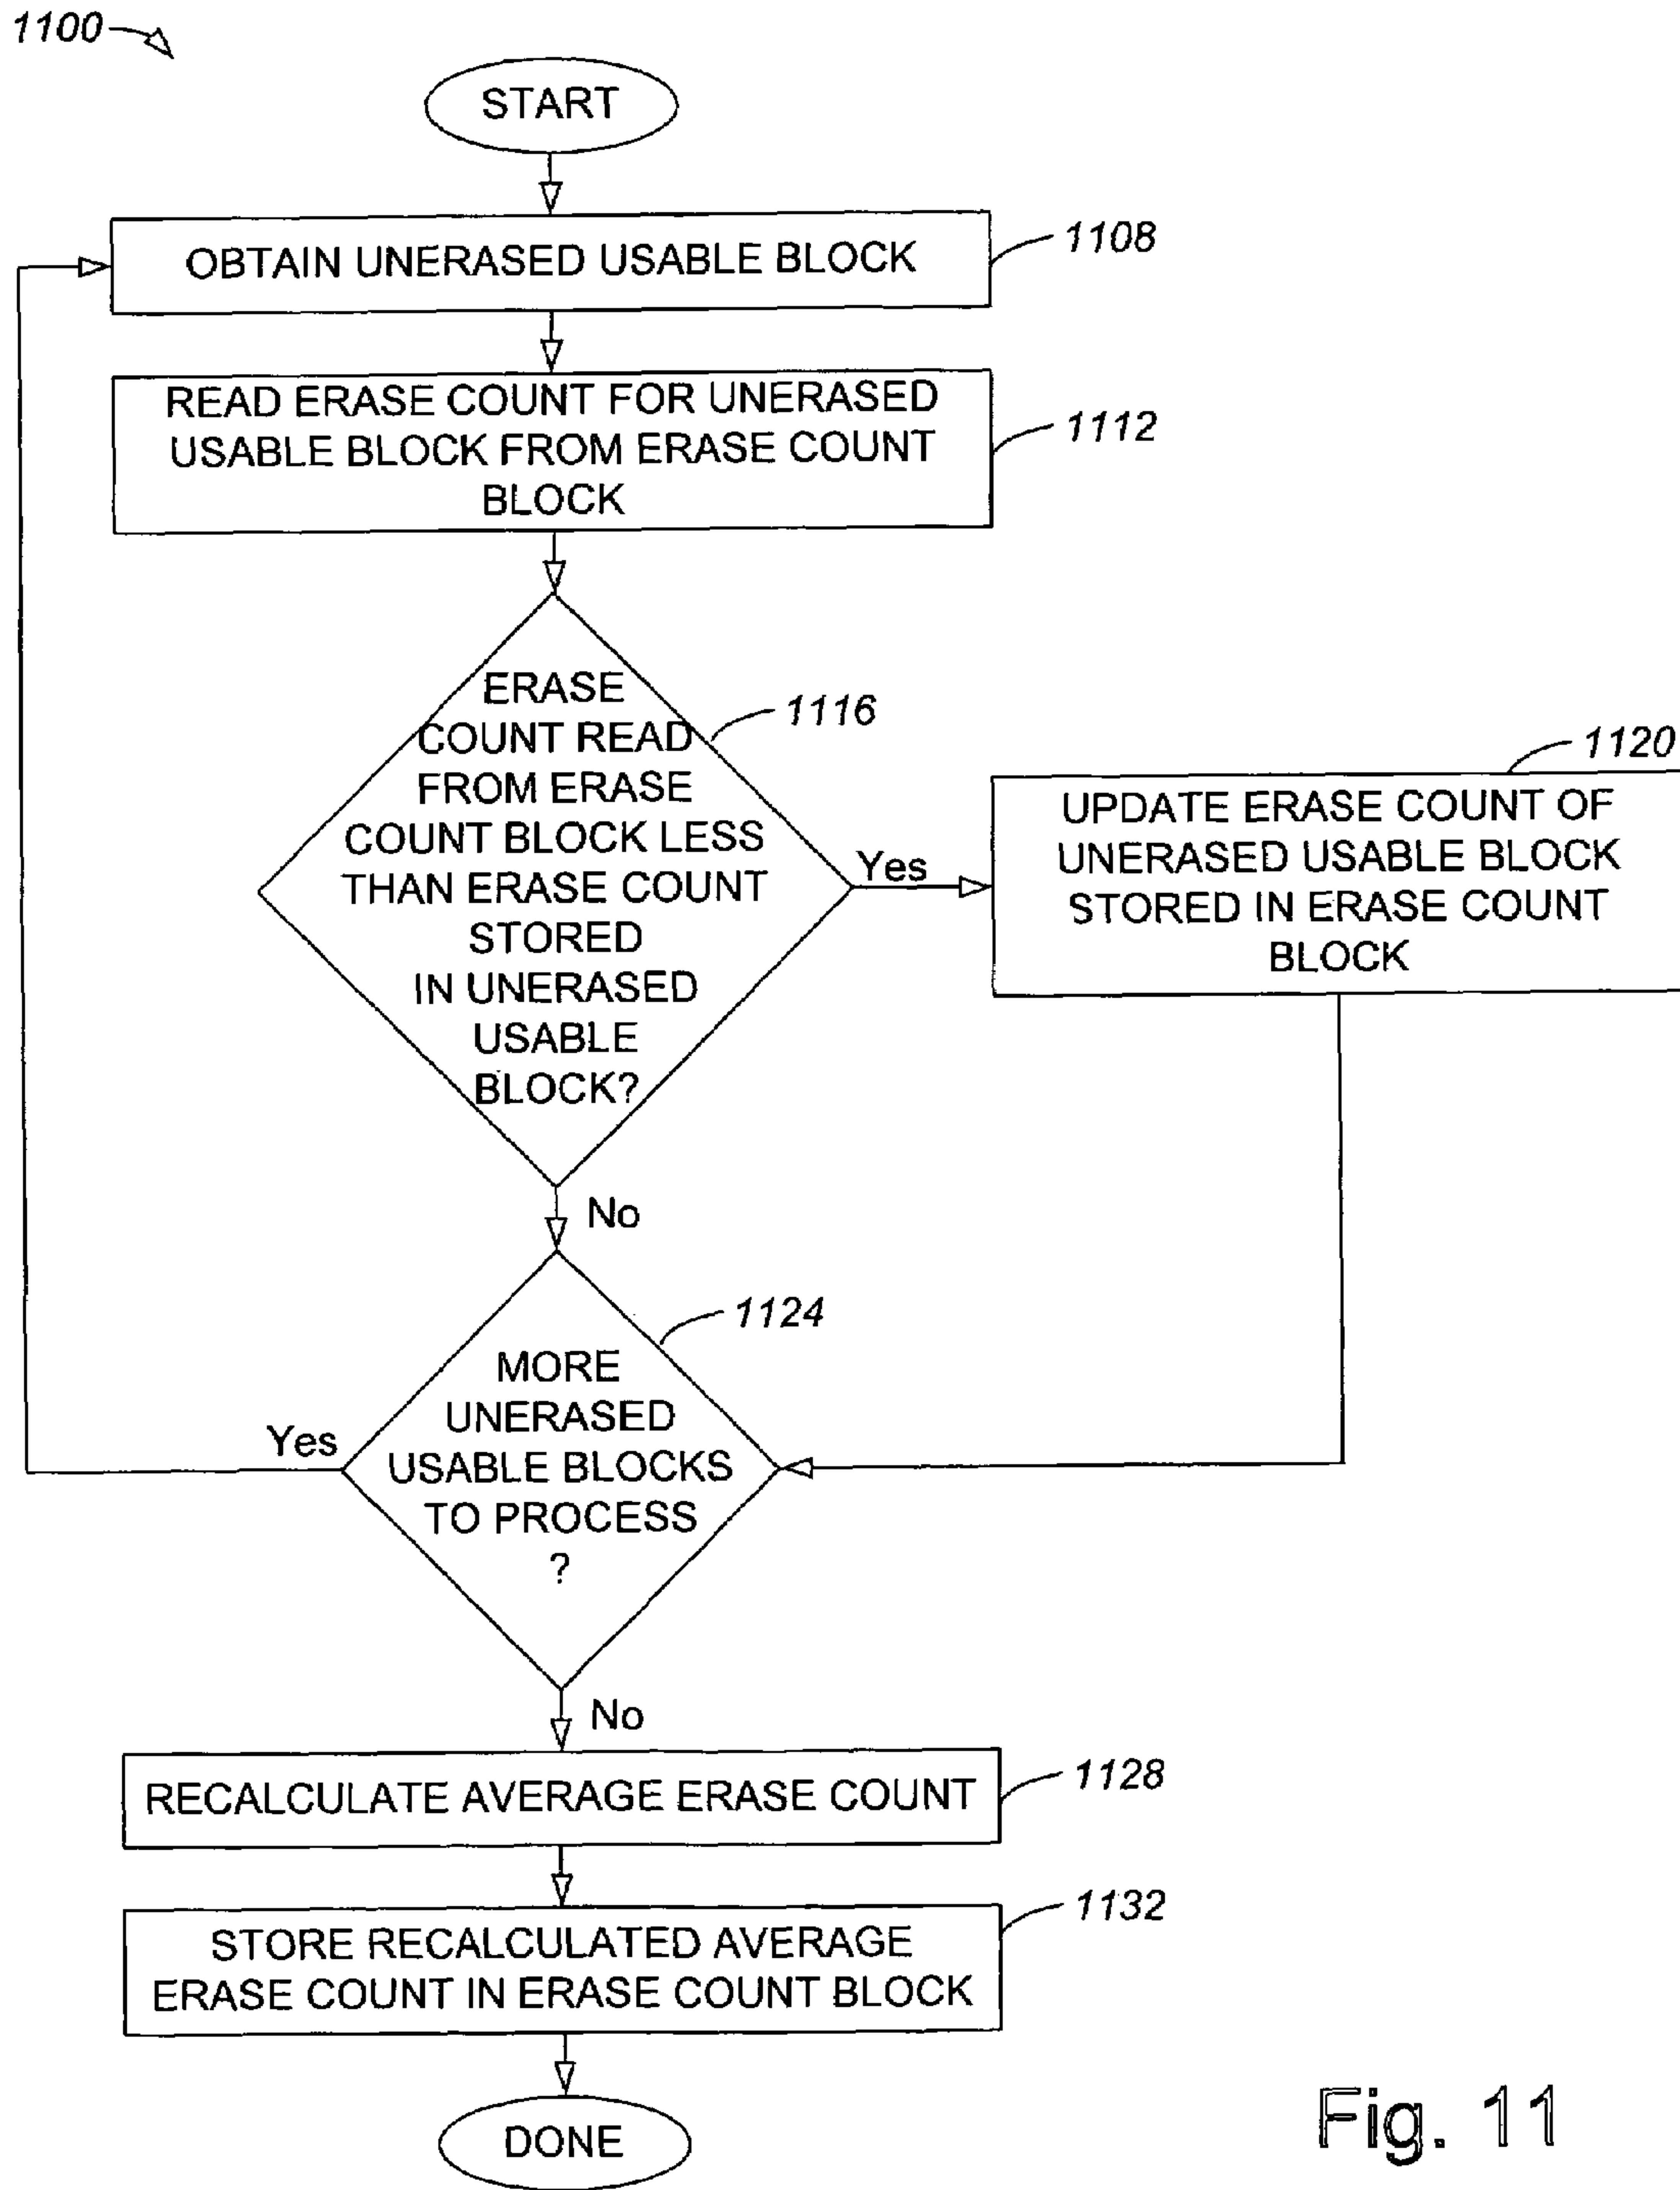 1100
START
OBTAIN UNERASED USABLE BLOCK
1108
READ ERASE COUNT FOR UNERASED
USABLE BLOCK FROM ERASE COUNT
BLOCK
1112
ERASE
COUNT READ
FROM ERASE
COUNT BLOCK LESS
THAN ERASE COUNT
STORED
IN UNERASED
USABLE
BLOCK?
1116
Yes
1120
UPDATE ERASE COUNT OF
UNERASED USABLE BLOCK
STORED IN ERASE COUNT
BLOCK
No
1124
MORE
UNERASED
USABLE BLOCKS
TO PROCESS
?
Yes
No
RECALCULATE AVERAGE ERASE COUNT
1128
STORE RECALCULATED AVERAGE
ERASE COUNT IN ERASE COUNT BLOCK
1132
DONE
Fig. 11